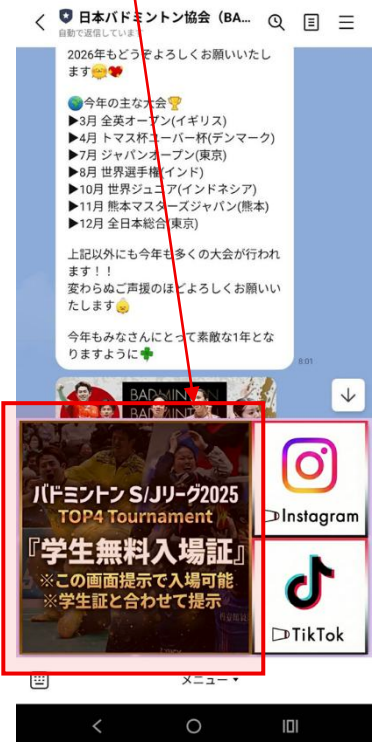 日本バドミントン協会（BA...
自動で返信しています
2026年もどうぞよろしくお願いいたし
ます
今年の主な大会
▶3月 全英オープン(イギリス)
▶4月 トマス杯ユーバー杯(デンマーク)
▶7月 ジャパンオープン(東京)
▶8月 世界選手権(インド)
▶10月 世界ジュニア(インドネシア)
▶11月 熊本マスターズジャパン(熊本)
▶12月 全日本総合(東京)
上記以外にも今年も多くの大会が行われ
ます！！
変わらぬご声援のほどよろしくお願いい
たします
今年もみなさんにとって素敵な1年とな
りますように
8:01
BADMINTON
BADMINTON
バドミントン S/Jリーグ2025
TOP4 Tournament
『学生無料入場証』
※この画面提示で入場可能
※学生証と合わせて提示
Instagram
TikTok
メニュー ▾